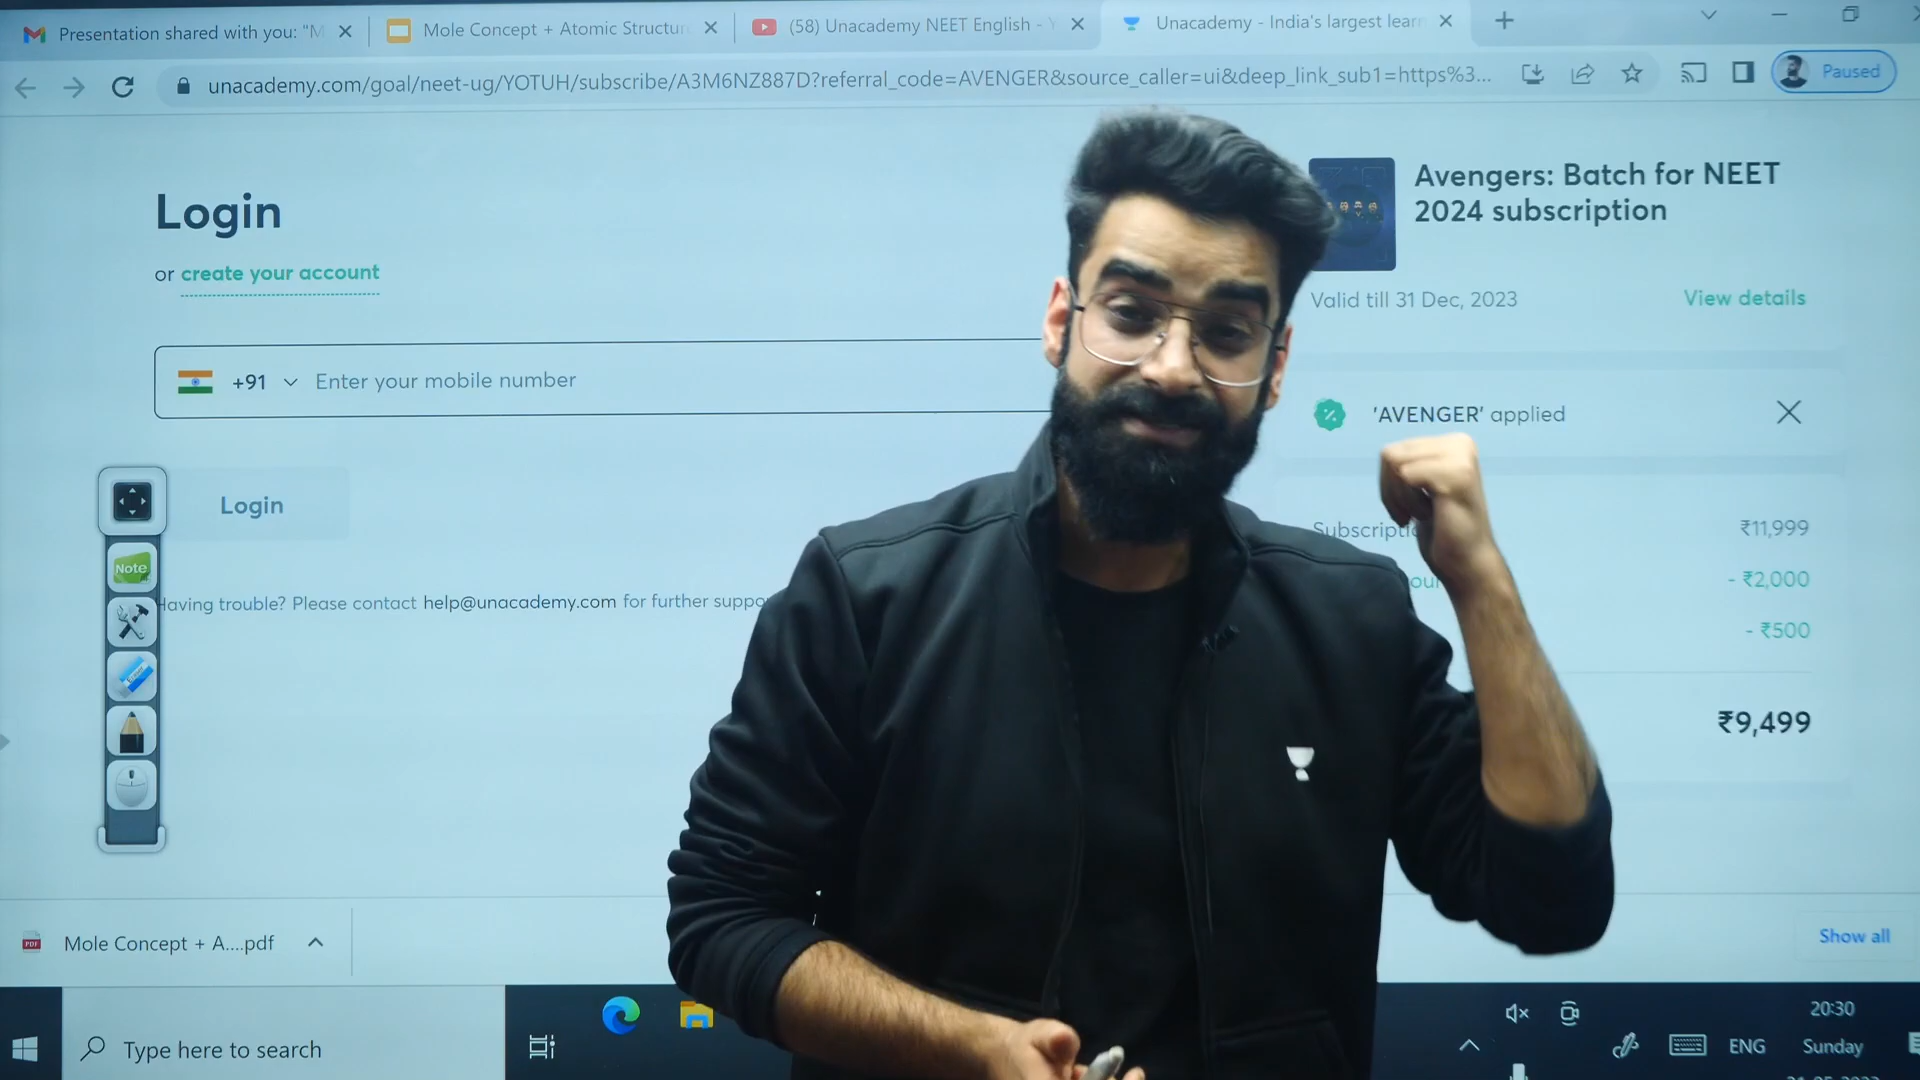 Presentation shared with you: "M
Mole Concept + Atomic Structur
(58) Unacademy NEET English - Y
Unacademy - India's largest lear
unacademy.com/goal/neet-ug/YOTUH/subscribe/A3M6NZ887D?referral_code=AVENGER&source_caller=ui&deep_link_sub1=https%3...
Paused
Login
or create your account
+91
Enter your mobile number
Login
Having trouble? Please contact help@unacademy.com for further suppo
Note
Avengers: Batch for NEET
2024 subscription
Valid till 31 Dec, 2023
View details
'AVENGER' applied
Subscriptio
₹11,999
our
- ₹2,000
- ₹500
₹9,499
PDF
Mole Concept + A....pdf
Show all
Type here to search
20:30
ENG
Sunday